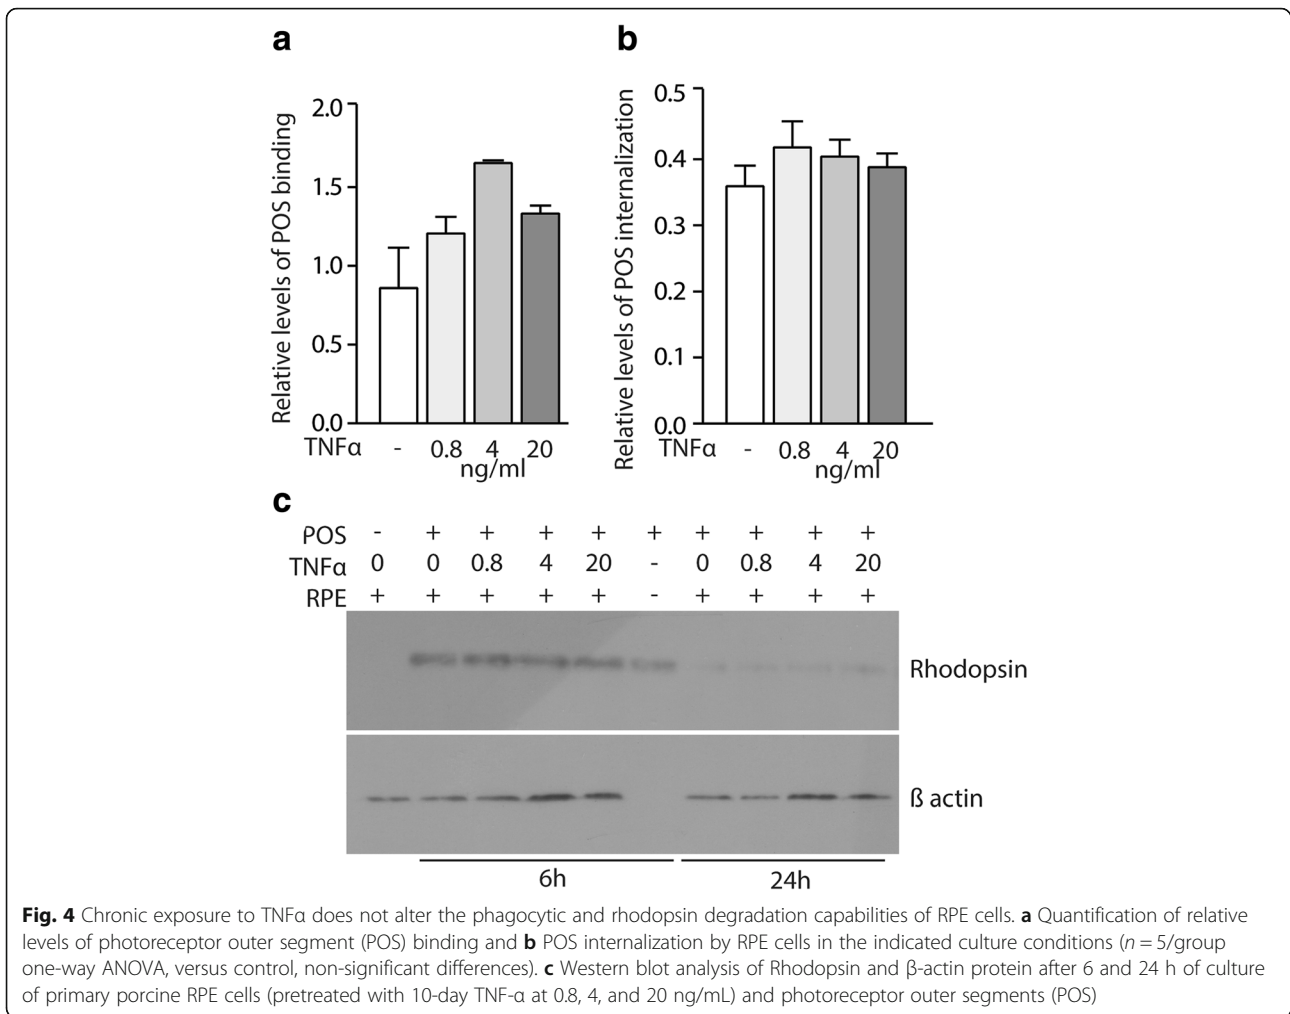 a
b
2.0
1.5
1.0
0.5
0.0
Relative levels of POS binding
TNFα - 0.8 4 20
ng/ml
0.5
0.4
0.3
0.2
0.1
0.0
Relative levels of POS internalization
TNFα - 0.8 4 20
ng/ml
c
POS - + + + + + + + + +
TNFα 0 0 0.8 4 20 - 0 0.8 4 20
RPE + + + + + - + + + +
Rhodopsin
ß actin
6h 24h
Fig. 4 Chronic exposure to TNFα does not alter the phagocytic and rhodopsin degradation capabilities of RPE cells. a Quantification of relative
levels of photoreceptor outer segment (POS) binding and b POS internalization by RPE cells in the indicated culture conditions (n = 5/group
one-way ANOVA, versus control, non-significant differences). c Western blot analysis of Rhodopsin and β-actin protein after 6 and 24 h of culture
of primary porcine RPE cells (pretreated with 10-day TNF-α at 0.8, 4, and 20 ng/mL) and photoreceptor outer segments (POS)